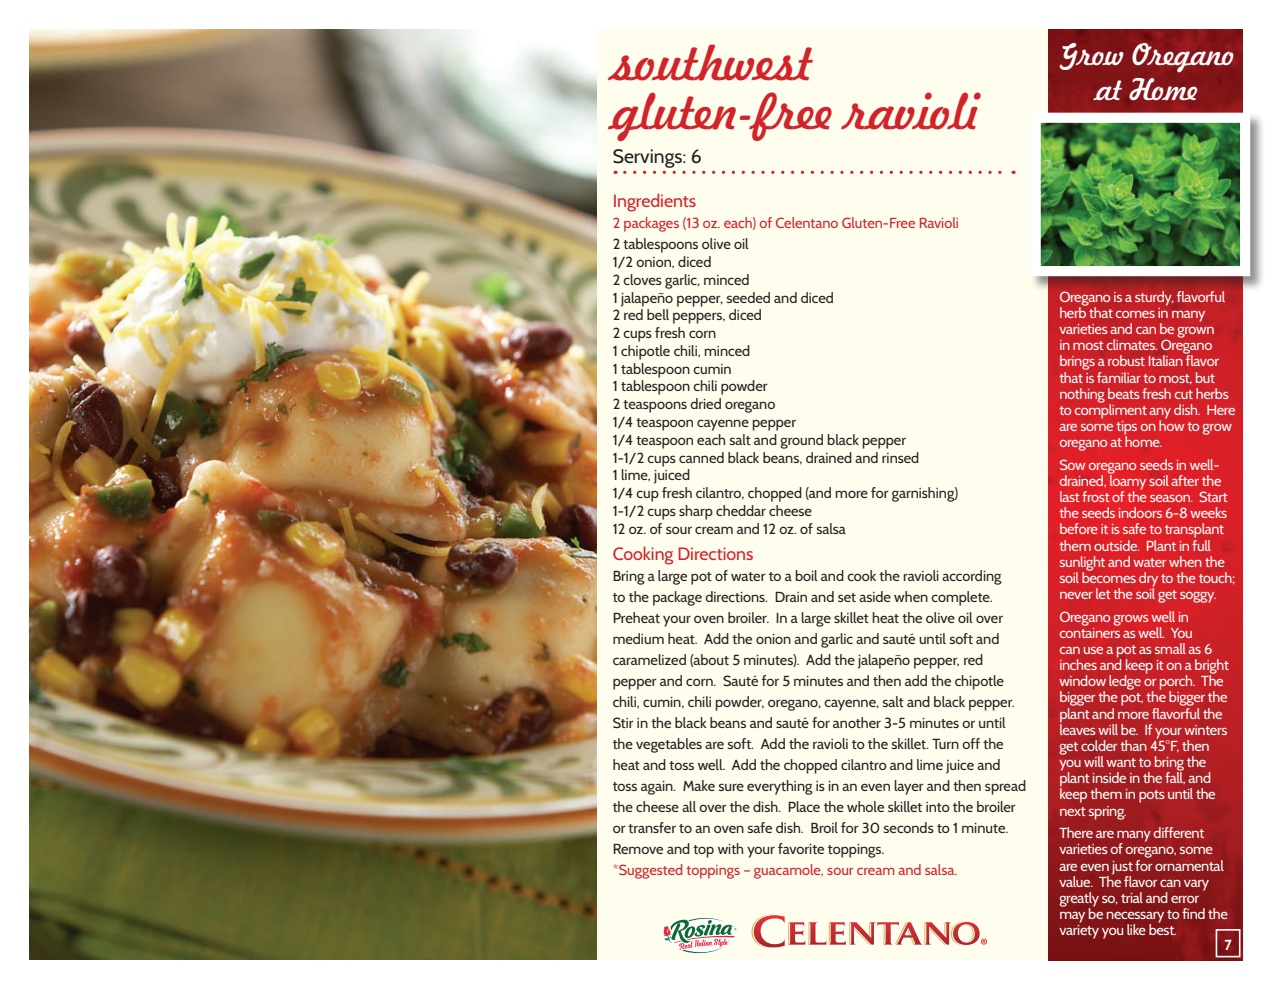 southwest
gluten-free ravioli
Servings: 6
Ingredients
2 packages (13 oz. each) of Celentano Gluten-Free Ravioli
2 tablespoons olive oil
1/2 onion, diced
2 cloves garlic, minced
1 jalapeño pepper, seeded and diced
2 red bell peppers, diced
2 cups fresh corn
1 chipotle chili, minced
1 tablespoon cumin
1 tablespoon chili powder
2 teaspoons dried oregano
1/4 teaspoon cayenne pepper
1/4 teaspoon each salt and ground black pepper
1-1/2 cups canned black beans, drained and rinsed
1 lime, juiced
1/4 cup fresh cilantro, chopped (and more for garnishing)
1-1/2 cups sharp cheddar cheese
12 oz. of sour cream and 12 oz. of salsa
Cooking Directions
Bring a large pot of water to a boil and cook the ravioli according
to the package directions.  Drain and set aside when complete.
Preheat your oven broiler.  In a large skillet heat the olive oil over
medium heat.  Add the onion and garlic and sauté until soft and
caramelized (about 5 minutes).  Add the jalapeño pepper, red
pepper and corn.  Sauté for 5 minutes and then add the chipotle
chili, cumin, chili powder, oregano, cayenne, salt and black pepper.
Stir in the black beans and sauté for another 3-5 minutes or until
the vegetables are soft.  Add the ravioli to the skillet. Turn off the
heat and toss well.  Add the chopped cilantro and lime juice and
toss again.  Make sure everything is in an even layer and then spread
the cheese all over the dish.  Place the whole skillet into the broiler
or transfer to an oven safe dish.  Broil for 30 seconds to 1 minute.
Remove and top with your favorite toppings.
*Suggested toppings – guacamole, sour cream and salsa.
Rosina
Real Italian Style.
CELENTANO®
Grow Oregano
at Home
Oregano is a sturdy, flavorful
herb that comes in many
varieties and can be grown
in most climates. Oregano
brings a robust Italian flavor
that is familiar to most, but
nothing beats fresh cut herbs
to compliment any dish.  Here
are some tips on how to grow
oregano at home.
Sow oregano seeds in well-
drained, loamy soil after the
last frost of the season.  Start
the seeds indoors 6-8 weeks
before it is safe to transplant
them outside.  Plant in full
sunlight and water when the
soil becomes dry to the touch;
never let the soil get soggy.
Oregano grows well in
containers as well.  You
can use a pot as small as 6
inches and keep it on a bright
window ledge or porch.  The
bigger the pot, the bigger the
plant and more flavorful the
leaves will be.  If your winters
get colder than 45°F, then
you will want to bring the
plant inside in the fall, and
keep them in pots until the
next spring.
There are many different
varieties of oregano, some
are even just for ornamental
value.  The flavor can vary
greatly so, trial and error
may be necessary to find the
variety you like best.
7